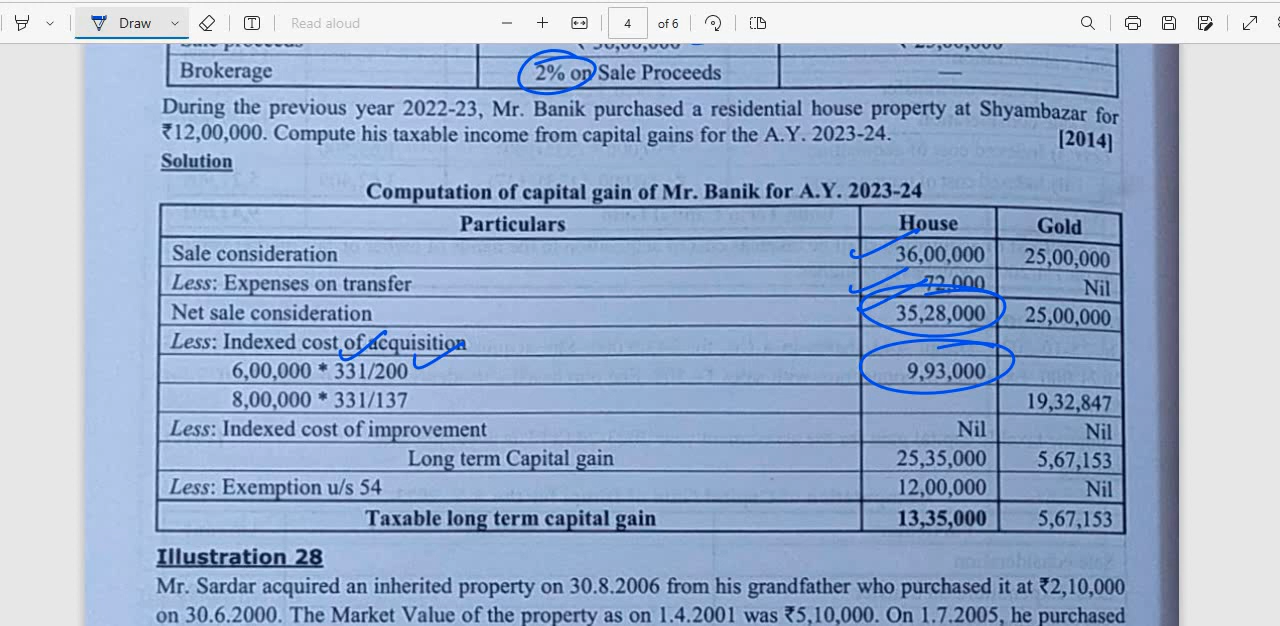 Draw
Read aloud
4
of 6
Brokerage 2% on Sale Proceeds —
During the previous year 2022-23, Mr. Banik purchased a residential house property at Shyambazar for
₹12,00,000. Compute his taxable income from capital gains for the A.Y. 2023-24. [2014]
Solution
Computation of capital gain of Mr. Banik for A.Y. 2023-24
Particulars House Gold
Sale consideration 36,00,000 25,00,000
Less: Expenses on transfer 72,000 Nil
Net sale consideration 35,28,000 25,00,000
Less: Indexed cost of acquisition
6,00,000 * 331/200 9,93,000
8,00,000 * 331/137 19,32,847
Less: Indexed cost of improvement Nil Nil
Long term Capital gain 25,35,000 5,67,153
Less: Exemption u/s 54 12,00,000 Nil
Taxable long term capital gain 13,35,000 5,67,153
Illustration 28
Mr. Sardar acquired an inherited property on 30.8.2006 from his grandfather who purchased it at ₹2,10,000
on 30.6.2000. The Market Value of the property as on 1.4.2001 was ₹5,10,000. On 1.7.2005, he purchased